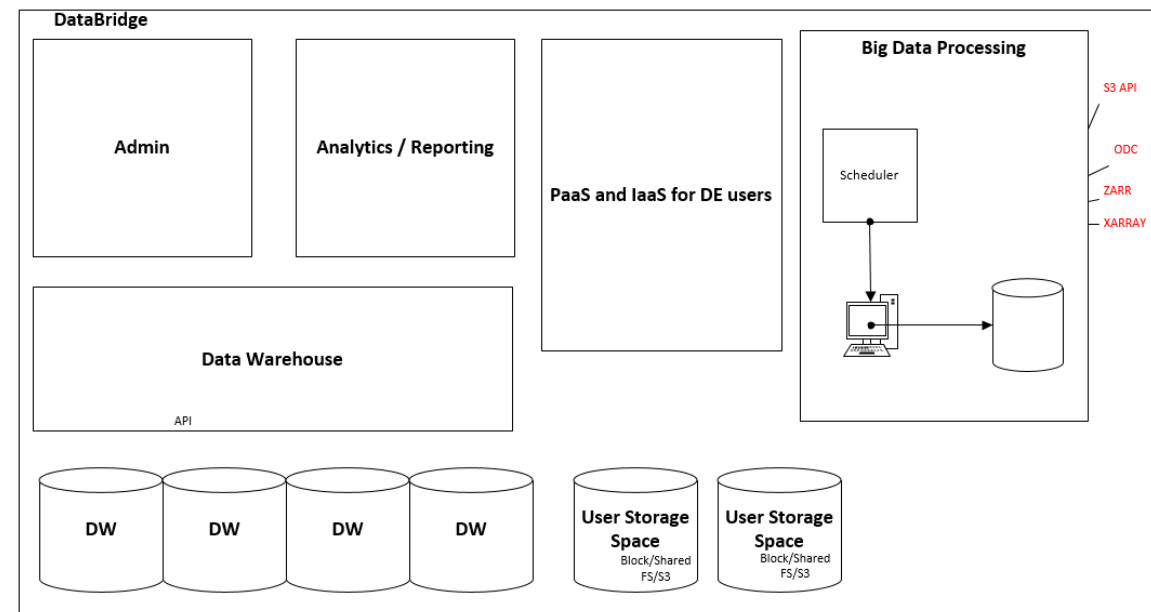 DataBridge
Admin
Analytics / Reporting
PaaS and IaaS for DE users
Big Data Processing
Scheduler
S3 API
ODC
ZARR
XARRAY
Data Warehouse
API
DW
DW
DW
DW
User Storage
Space
Block/Shared
FS/S3
User Storage
Space
Block/Shared
FS/S3